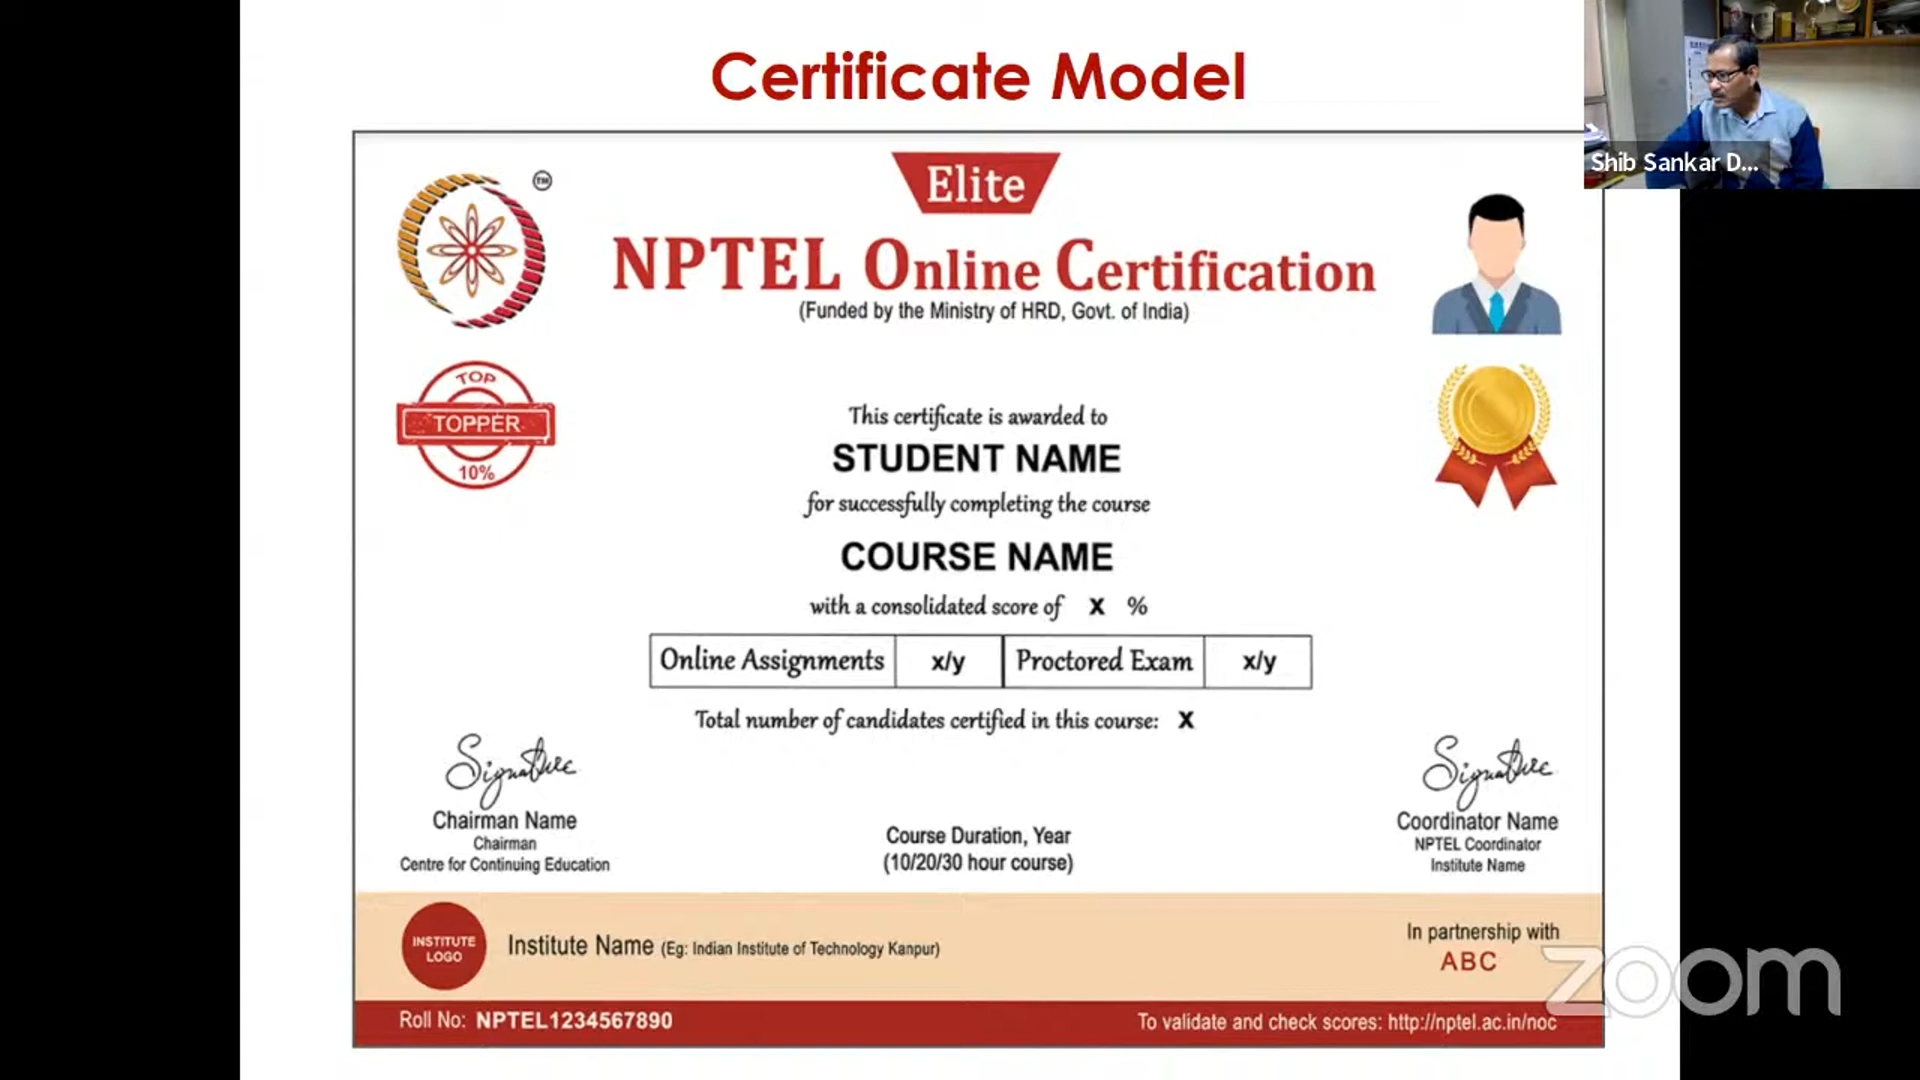 Certificate Model
Shib Sankar D...
TM
Elite
NPTEL Online Certification
(Funded by the Ministry of HRD, Govt. of India)
TOP
TOPPER
10%
This certificate is awarded to
STUDENT NAME
for successfully completing the course
COURSE NAME
with a consolidated score of X %
Online Assignments x/y Proctored Exam x/y
Total number of candidates certified in this course: X
Signature
Chairman Name
Chairman
Centre for Continuing Education
Course Duration, Year
(10/20/30 hour course)
Signature
Coordinator Name
NPTEL Coordinator
Institute Name
INSTITUTE
LOGO
Institute Name (Eg: Indian Institute of Technology Kanpur)
In partnership with
ABC
zoom
Roll No: NPTEL1234567890
To validate and check scores: http://nptel.ac.in/noc